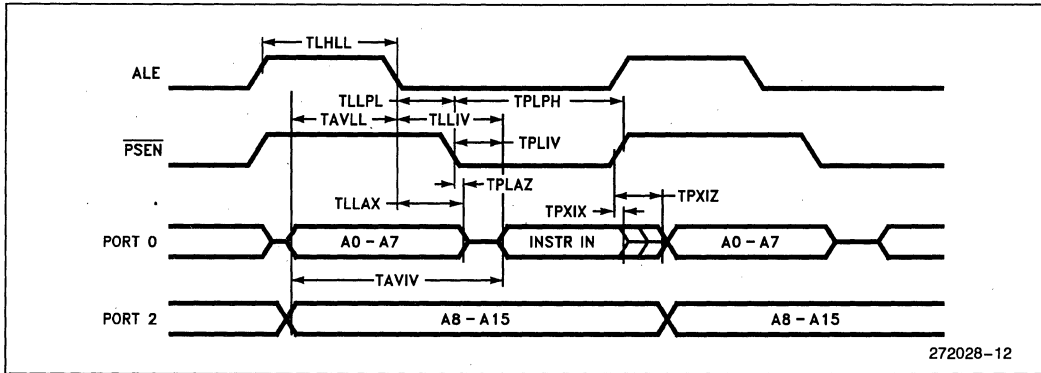 TLHLL
ALE
TLLPL TPLPH
TAVLL TLLIV
PSEN TPLIV
TPLAZ
TLLAX TPXIZ
TPXIX
PORT 0 A0-A7 INSTR IN A0-A7
TAVIV
PORT 2 A8-A15 A8-A15
272028-12